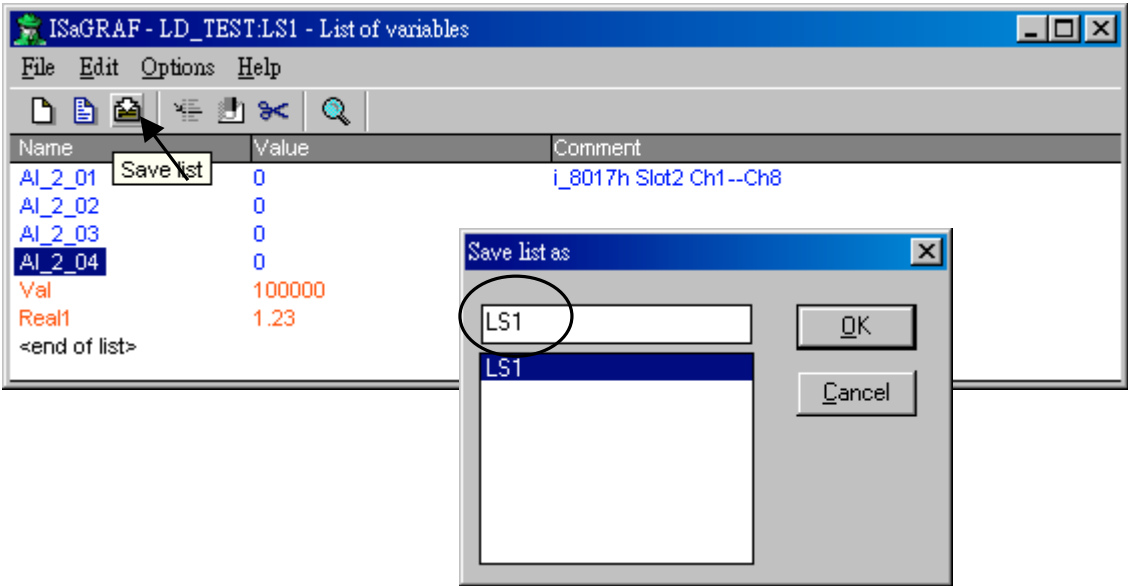 ISaGRAF - LD_TEST:LS1 - List of variables
File Edit Options Help
Name Value Comment
Save list
AI_2_01 0 i_8017h Slot2 Ch1--Ch8
AI_2_02 0
AI_2_03 0
AI_2_04 0
Val 100000
Real1 1.23
<end of list>
Save list as
LS1
LS1
OK
Cancel